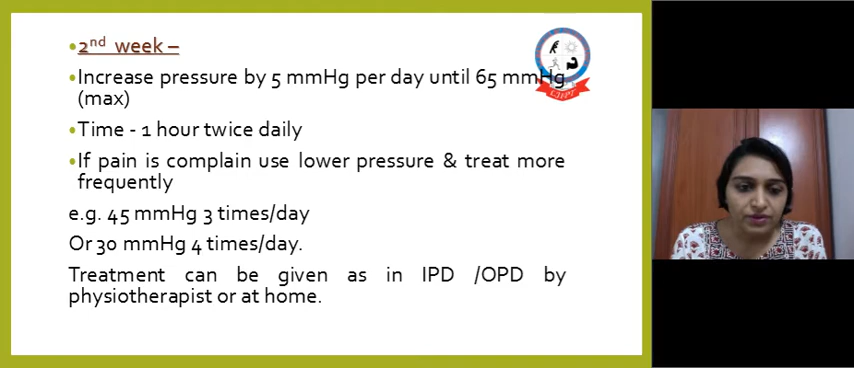 •2nd week –
•Increase pressure by 5 mmHg per day until 65 mmHg
(max)
•Time - 1 hour twice daily
•If pain is complain use lower pressure & treat more
frequently
e.g. 45 mmHg 3 times/day
Or 30 mmHg 4 times/day.
Treatment can be given as in IPD /OPD by
physiotherapist or at home.